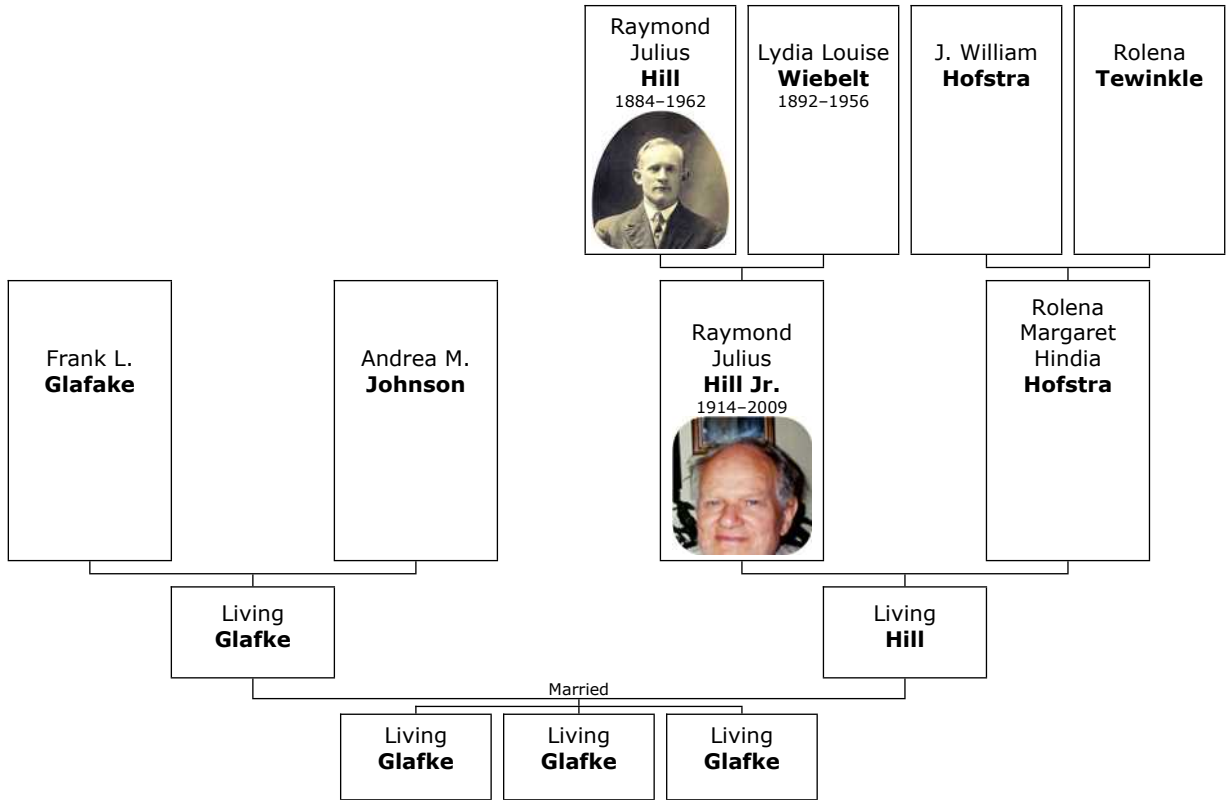 Raymond
Julius
Hill
1884–1962
Lydia Louise
Wiebelt
1892–1956
J. William
Hofstra
Rolena
Tewinkle
Frank L.
Glafake
Andrea M.
Johnson
Raymond
Julius
Hill Jr.
1914–2009
Rolena
Margaret
Hindia
Hofstra
Living
Glafke
Living
Hill
Married
Living
Glafke
Living
Glafke
Living
Glafke